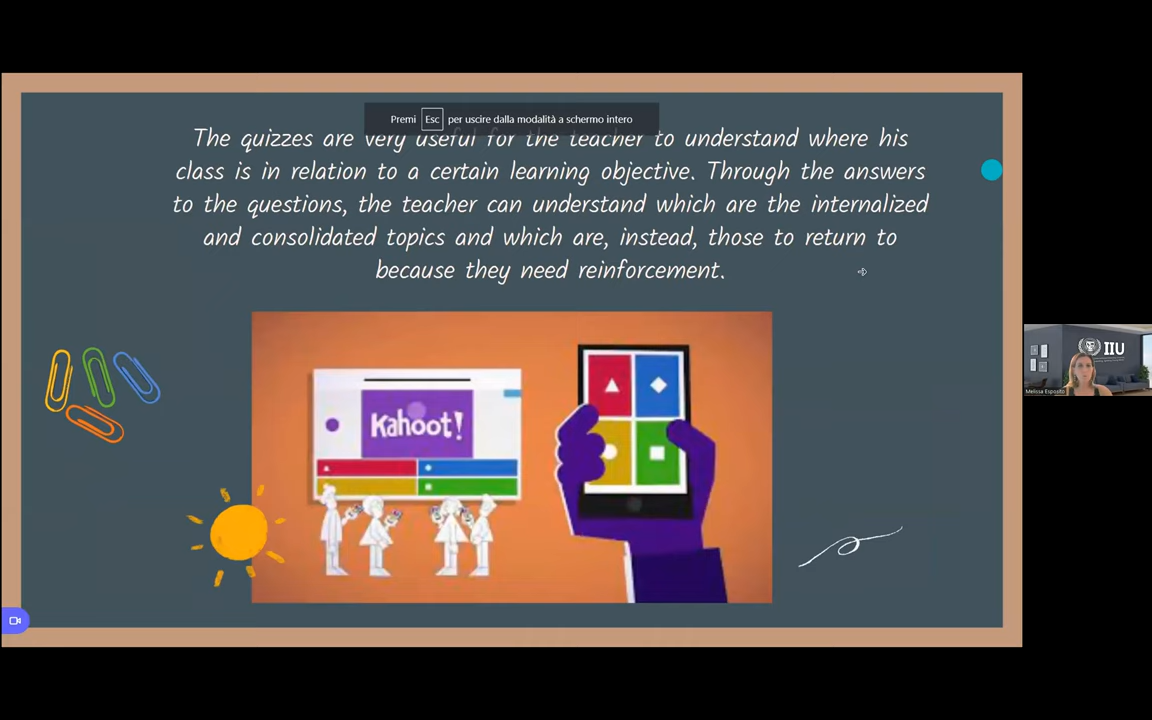 Premi Esc per uscire dalla modalità a schermo intero
The quizzes are very useful for the teacher to understand where his
class is in relation to a certain learning objective. Through the answers
to the questions, the teacher can understand which are the internalized
and consolidated topics and which are, instead, those to return to
because they need reinforcement.
Kahoot!
IIU
Melissa Esposito